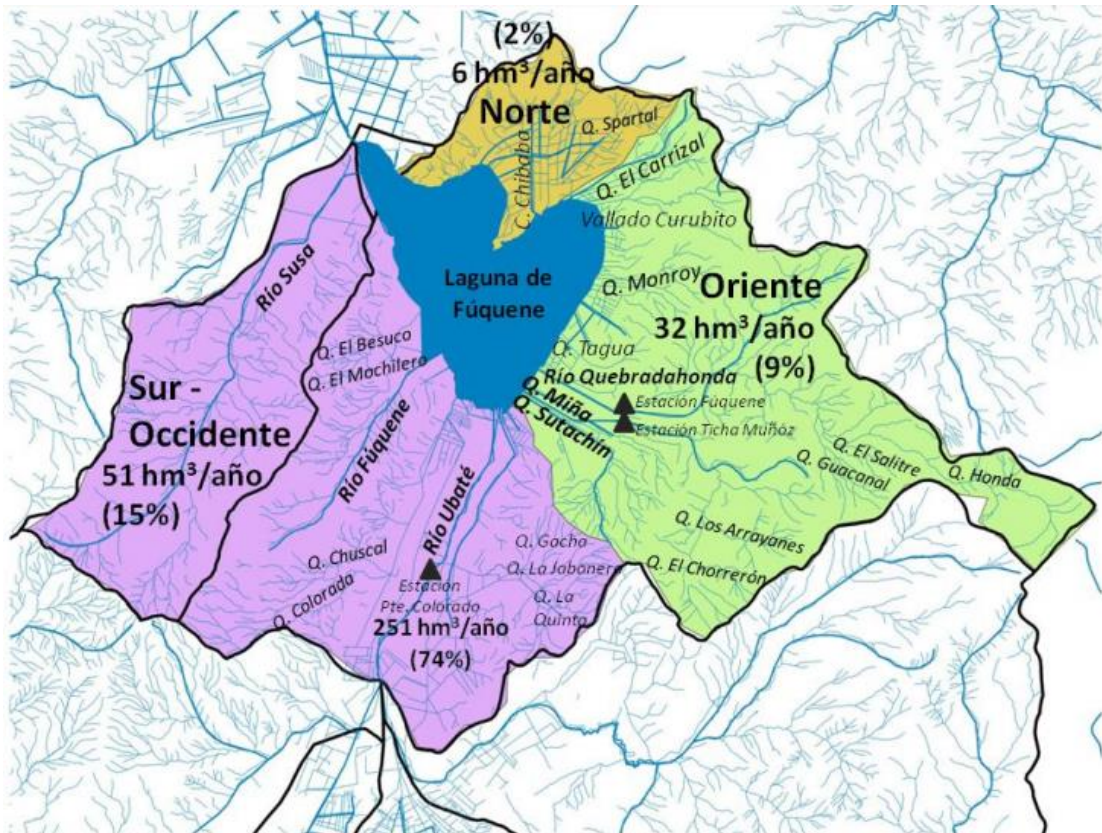 (2%)
6 hm³/año
Norte
Q. Spartal
C. Chibaba
Q. El Carrizal
Vallado Curubito
Laguna de
Fúquene
Q. Monroy
Oriente
32 hm³/año
(9%)
Río Susa
Q. El Besuco
Q. El Mochilero
Q. Tagua
Río Quebradahonda
Q. Miña
Q. Sutachín
Estación Fúquene
Estación Ticha Muñóz
Sur -
Occidente
51 hm³/año
(15%)
Río Fúquene
Río Ubaté
Q. El Salitre
Q. Guacanal
Q. Honda
Q. Los Arrayanes
Q. El Chorrerón
Q. Chuscal
Q. Colorada
Q. Gacha
Q. La Jabonera
Q. La
Quinta
Estación
Pte. Colorado
251 hm³/año
(74%)